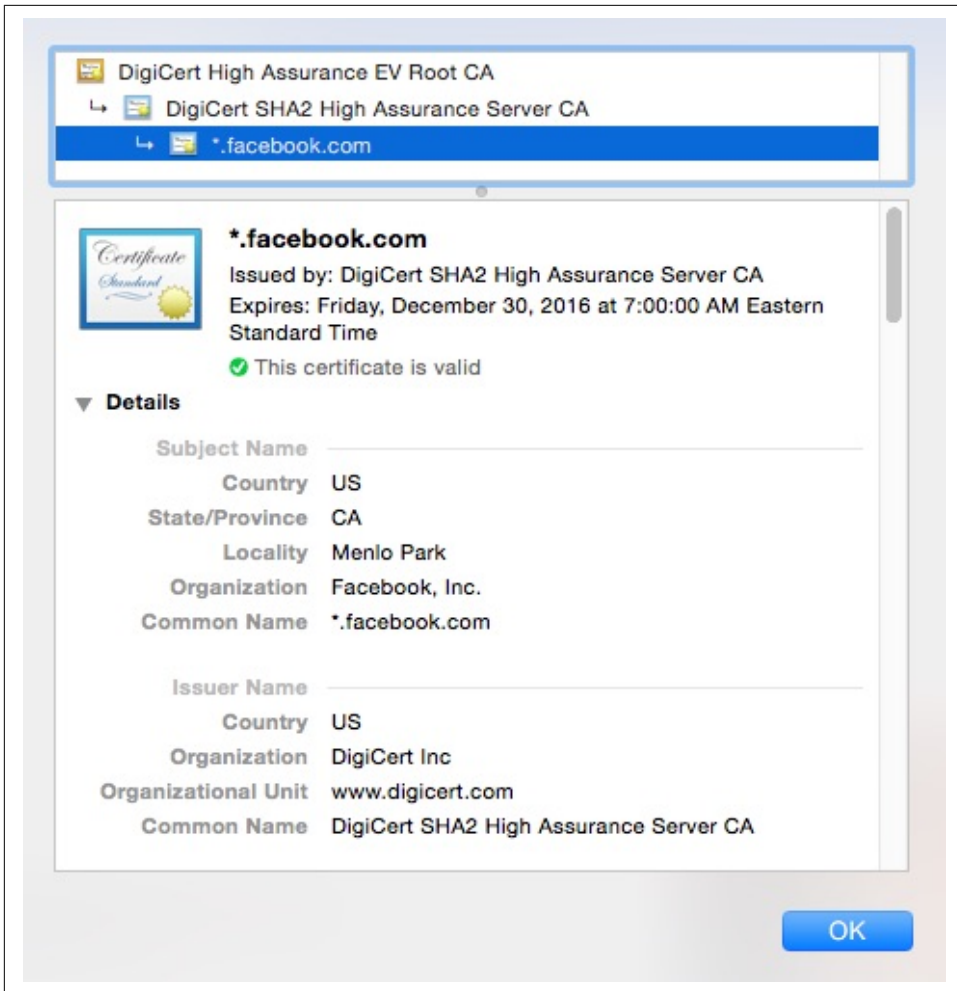 DigiCert High Assurance EV Root CA
DigiCert SHA2 High Assurance Server CA
*.facebook.com
Certificate
Standard
*.facebook.com
Issued by: DigiCert SHA2 High Assurance Server CA
Expires: Friday, December 30, 2016 at 7:00:00 AM Eastern
Standard Time
This certificate is valid
Details
Subject Name
Country US
State/Province CA
Locality Menlo Park
Organization Facebook, Inc.
Common Name *.facebook.com
Issuer Name
Country US
Organization DigiCert Inc
Organizational Unit www.digicert.com
Common Name DigiCert SHA2 High Assurance Server CA
OK